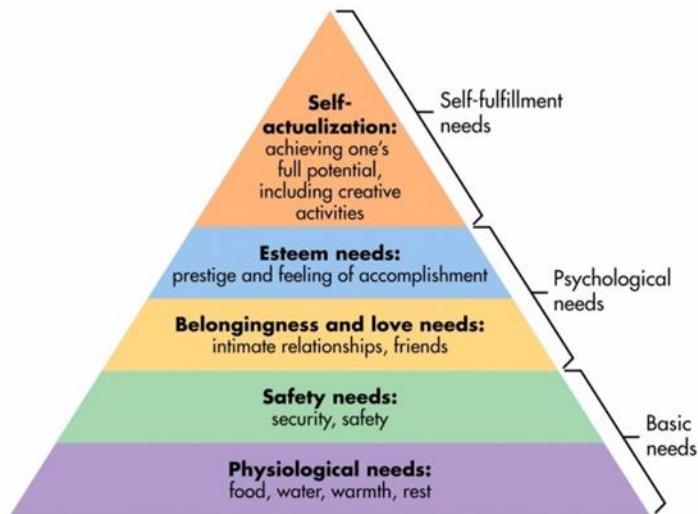 Self-
actualization:
achieving one's
full potential,
including creative
activities
Self-fulfillment
needs
Esteem needs:
prestige and feeling of accomplishment
Psychological
needs
Belongingness and love needs:
intimate relationships, friends
Safety needs:
security, safety
Basic
needs
Physiological needs:
food, water, warmth, rest